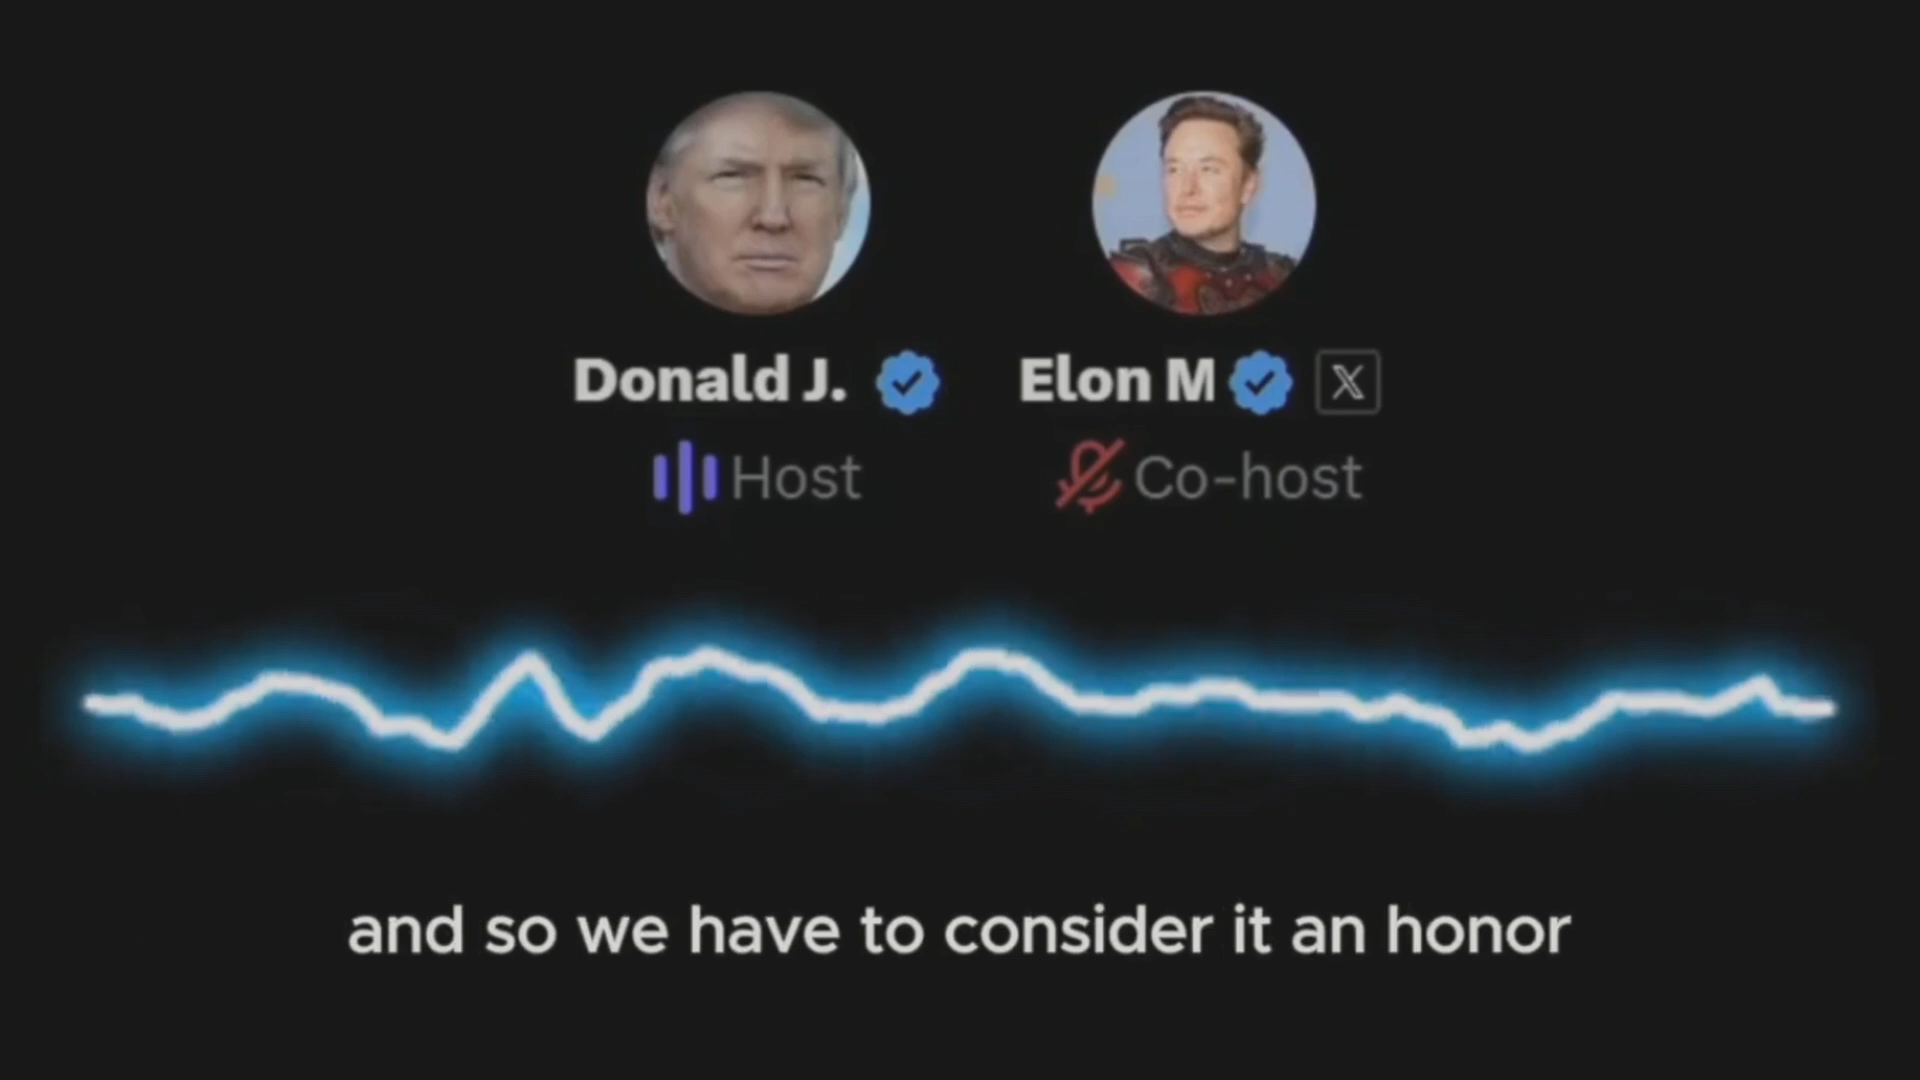 Donald J.
Elon M
X
Host
Co-host
and so we have to consider it an honor